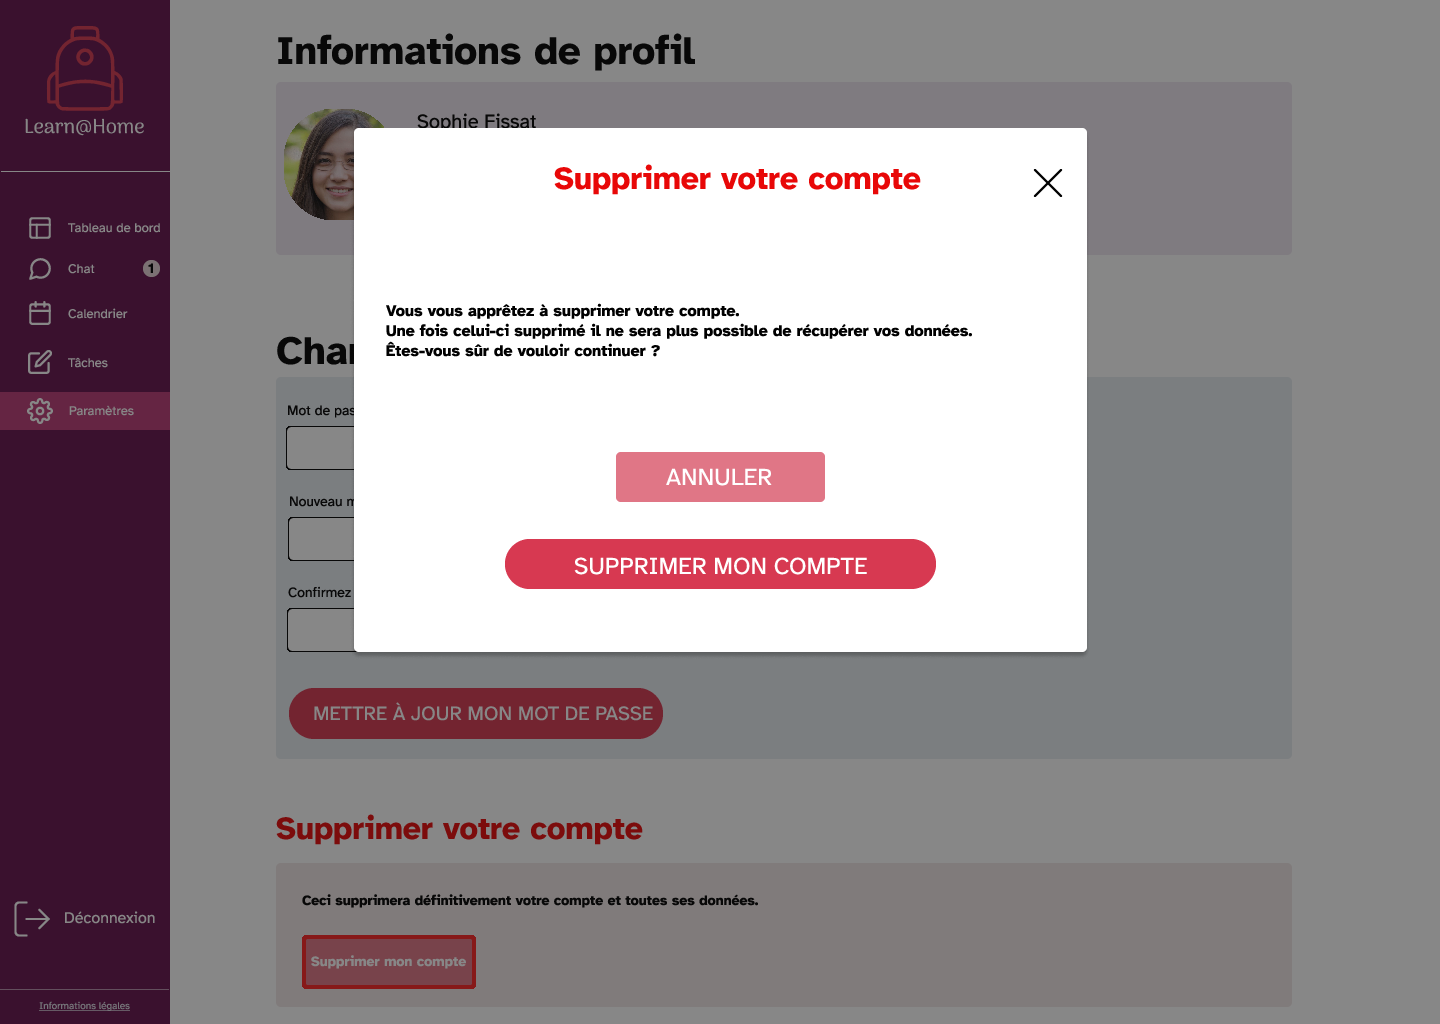 Learn@Home
Tableau de bord
Chat
1
Calendrier
Tâches
Paramètres
Déconnexion
Informations légales
Informations de profil
Sophie Fissat
Supprimer votre compte
Vous vous apprêtez à supprimer votre compte.
Une fois celui-ci supprimé il ne sera plus possible de récupérer vos données.
Êtes-vous sûr de vouloir continuer ?
ANNULER
SUPPRIMER MON COMPTE
Mot de
Nouveau
Confirmez
METTRE À JOUR MON MOT DE PASSE
Supprimer votre compte
Ceci supprimera définitivement votre compte et toutes ses données.
Supprimer mon compte